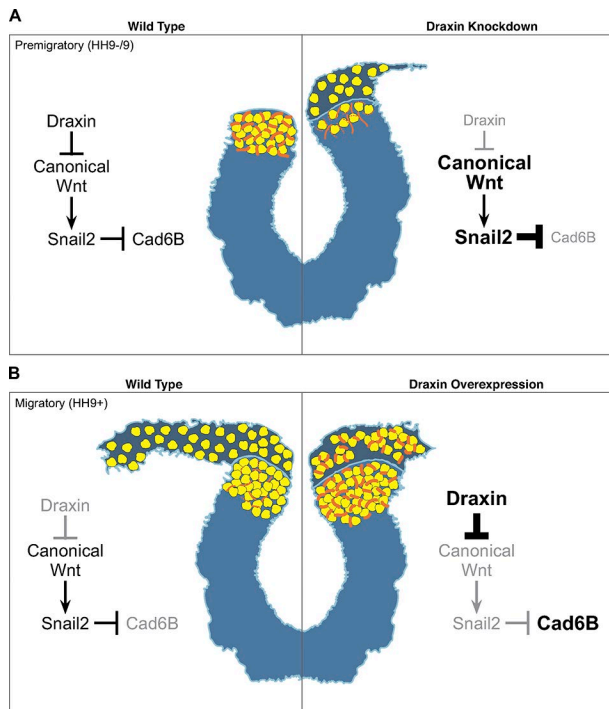 A
Wild Type
Draxin Knockdown
Premigratory (HH9-/9)
Draxin
Canonical
Wnt
Snail2
Cad6B
Draxin
Canonical
Wnt
Snail2
Cad6B
B
Wild Type
Draxin Overexpression
Migratory (HH9+)
Draxin
Canonical
Wnt
Snail2
Cad6B
Draxin
Canonical
Wnt
Snail2
Cad6B